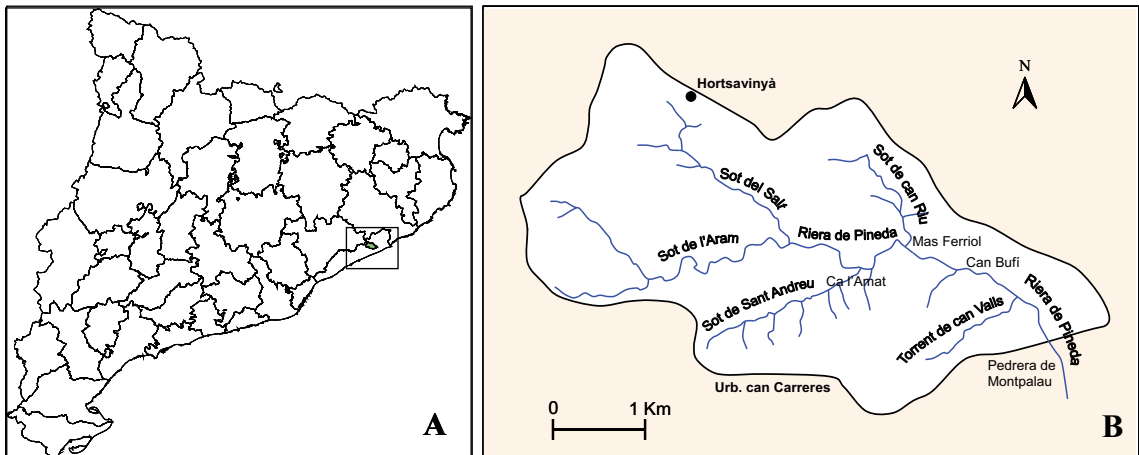 A
Hortsavinyà
N
Sot del Salt
Sot de can Riu
Sot de l'Aram
Riera de Pineda
Mas Ferriol
Can Bufí
Ca l'Amat
Sot de Sant Andreu
Riera de Pineda
Torrent de can Valls
Pedrera de
Montpalau
Urb. can Carreres
0 1 Km
B